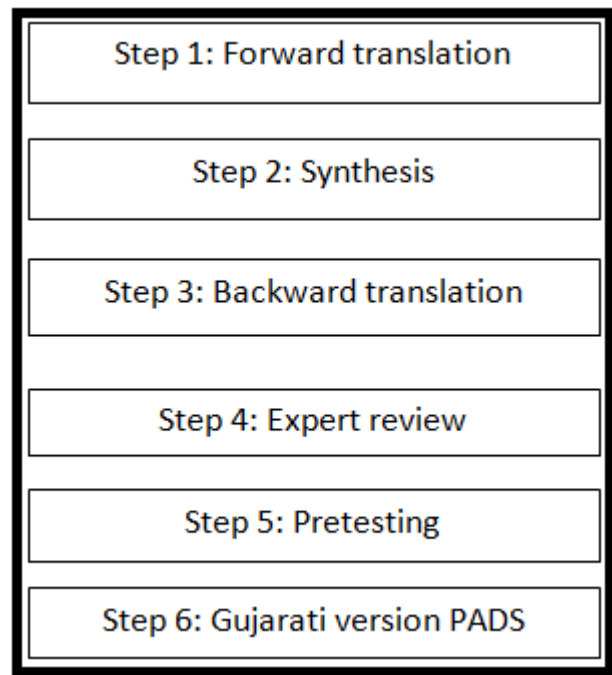 Step 1: Forward translation
Step 2: Synthesis
Step 3: Backward translation
Step 4: Expert review
Step 5: Pretesting
Step 6: Gujarati version PADS